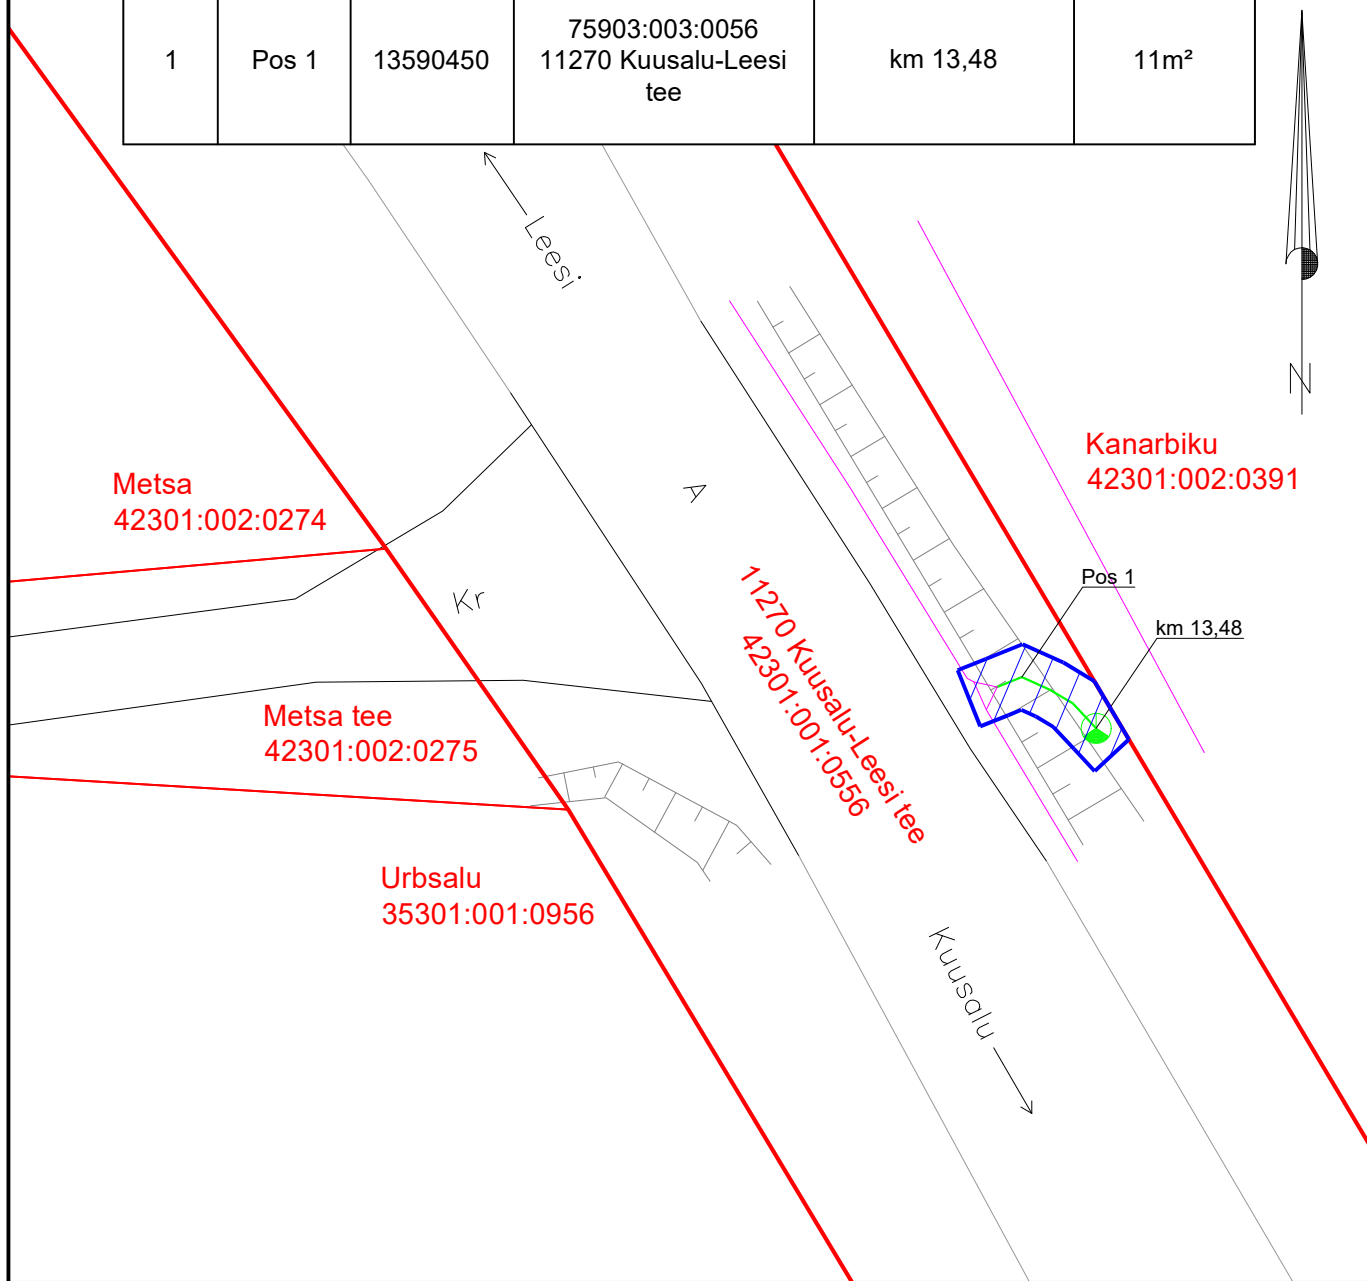 1
Pos 1
13590450
75903:003:0056
11270 Kuusalu-Leesi
tee
km 13,48
11m²
Leesi
N
Kanarbiku
42301:002:0391
Metsa
42301:002:0274
A
Pos 1
Kr
km 13,48
11270 Kuusalu-Leesi tee
42301:001:0556
Metsa tee
42301:002:0275
Urbsalu
35301:001:0956
Kuusalu